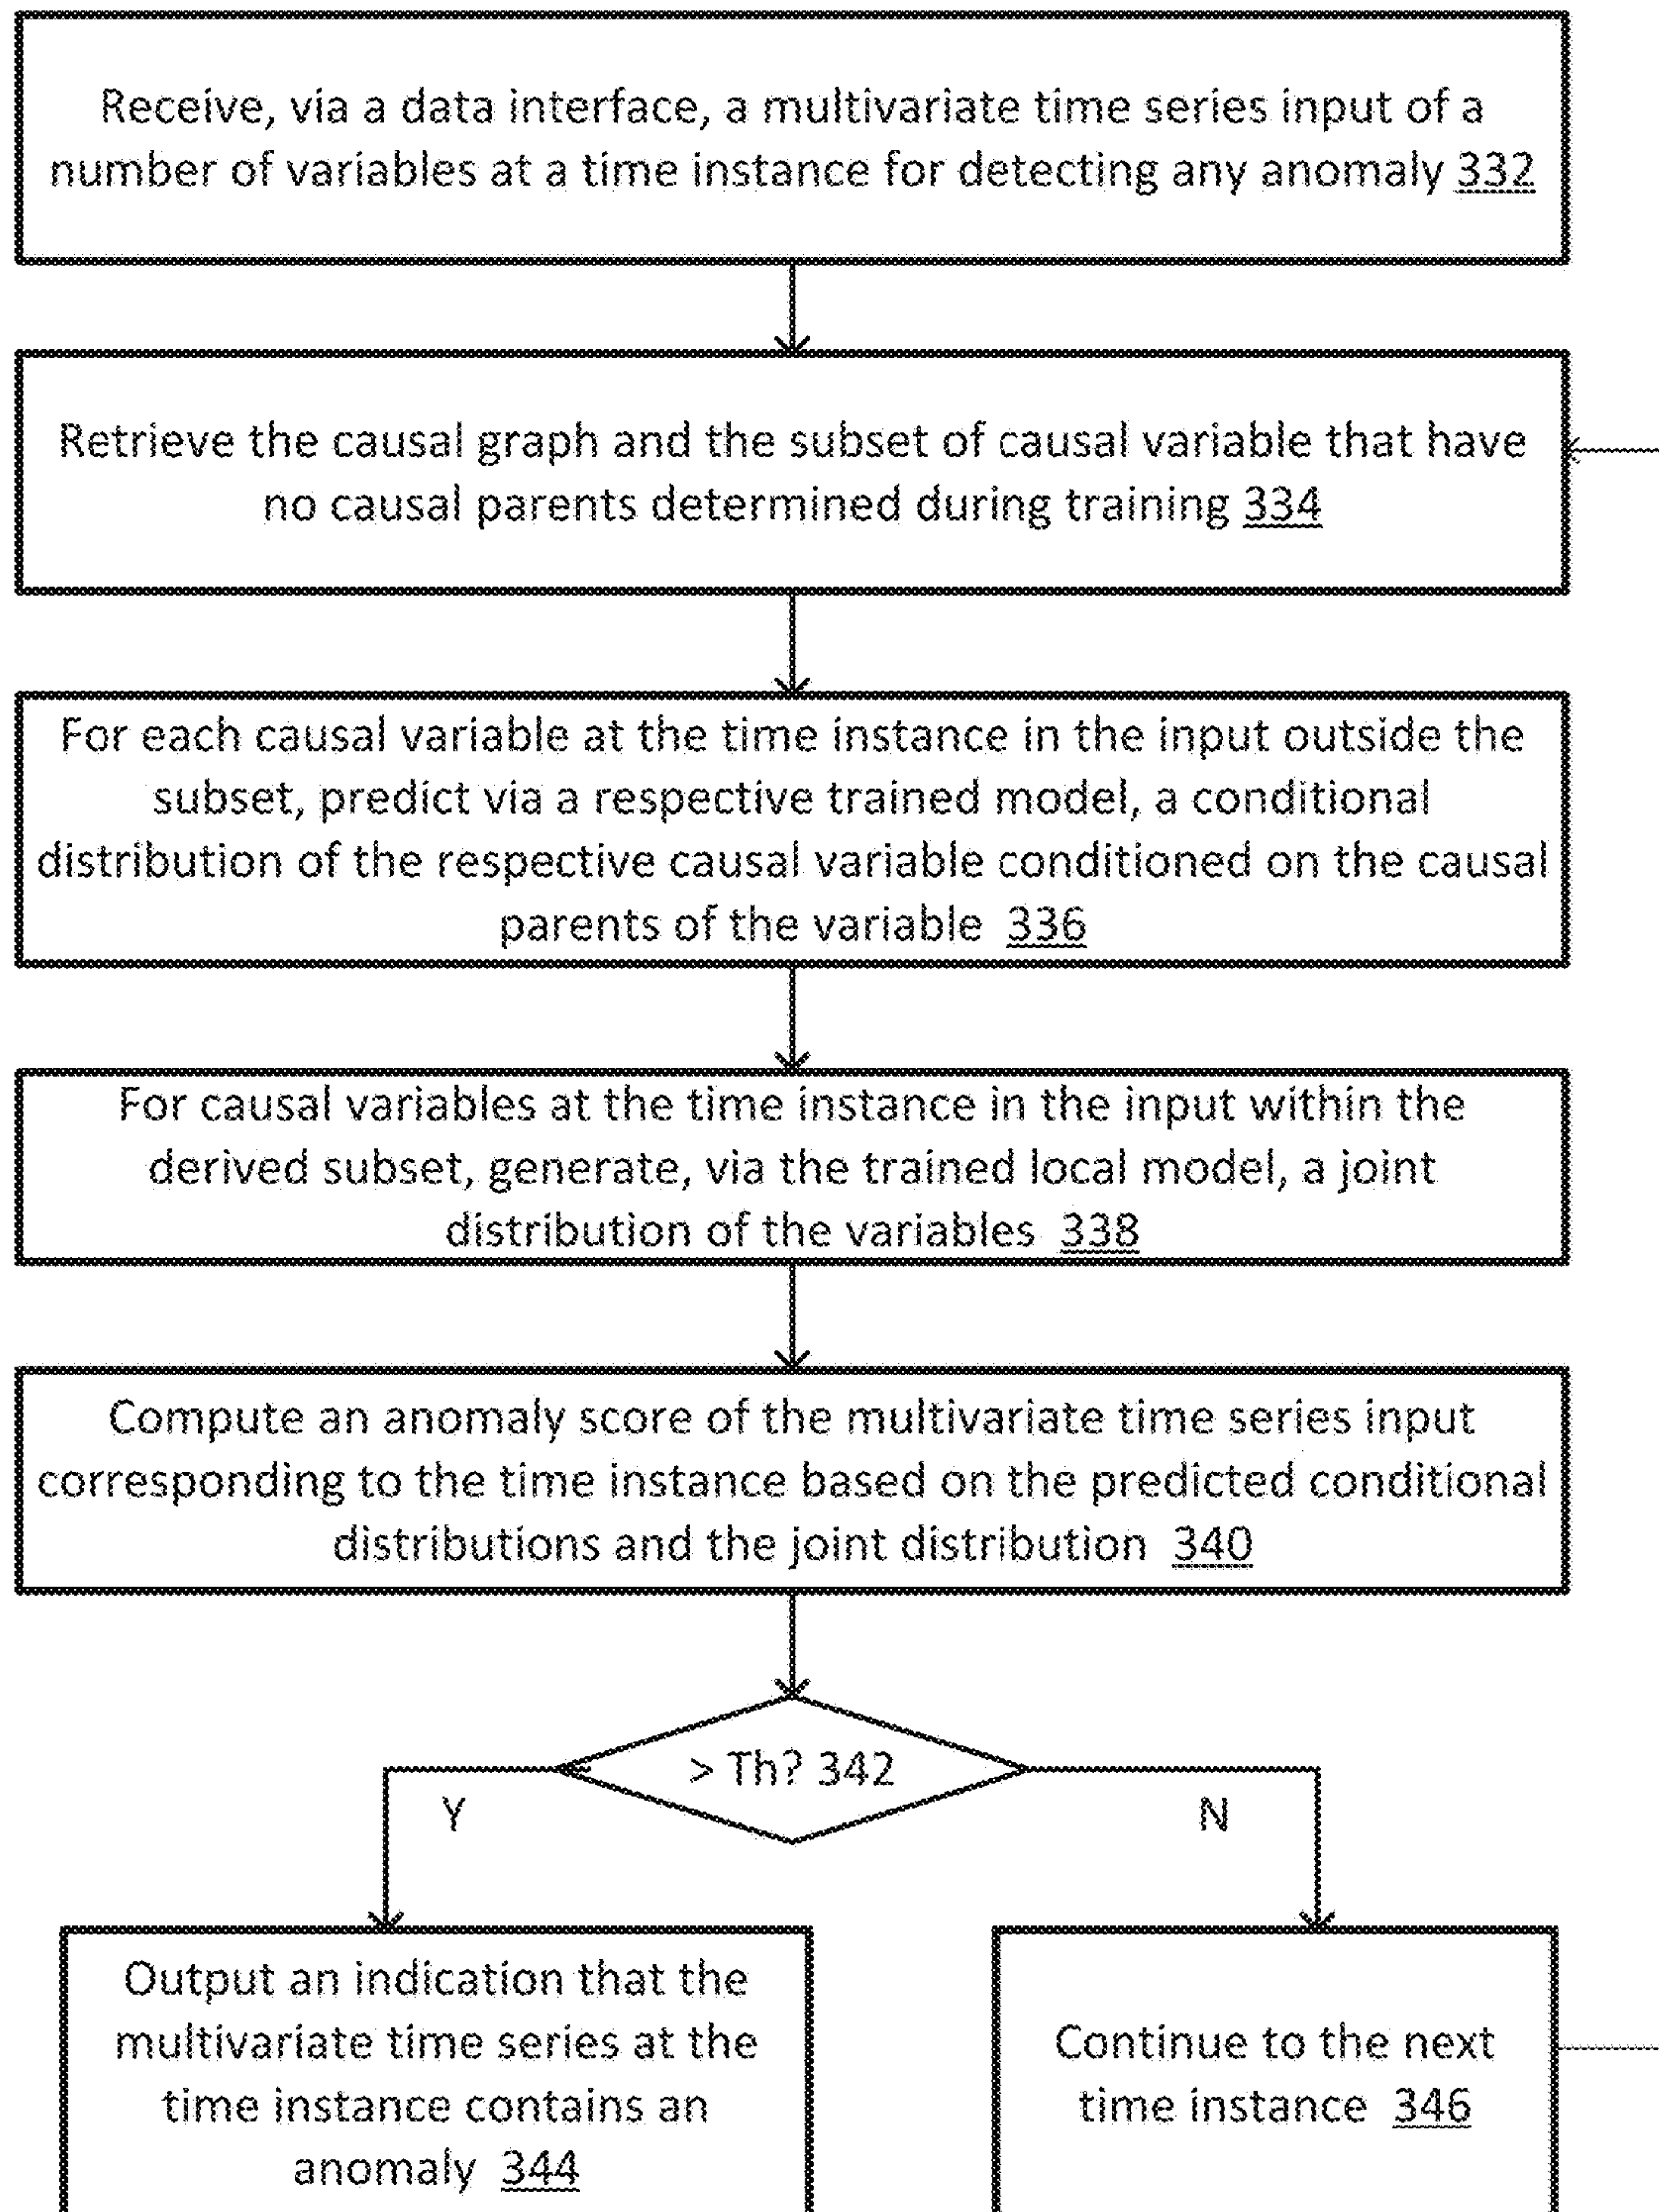 Receive, via a data interface, a multivariate time series input of a
number of variables at a time instance for detecting any anomaly 332
Retrieve the causal graph and the subset of causal variable that have
no causal parents determined during training 334
For each causal variable at the time instance in the input outside the
subset, predict via a respective trained model, a conditional
distribution of the respective causal variable conditioned on the causal
parents of the variable 336
For causal variables at the time instance in the input within the
derived subset, generate, via the trained local model, a joint
distribution of the variables 338
Compute an anomaly score of the multivariate time series input
corresponding to the time instance based on the predicted conditional
distributions and the joint distribution 340
> Th? 342
Y
N
Output an indication that the
multivariate time series at the
time instance contains an
anomaly 344
Continue to the next
time instance 346